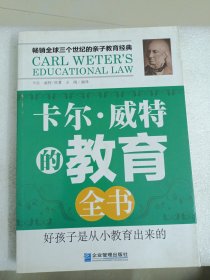 畅销全球三个世纪的亲子教育经典
CARL WETER'S
EDUCATIONAL LAW
卡尔·威特
的教育
全书
好孩子是从小教育出来的
企业管理出版社